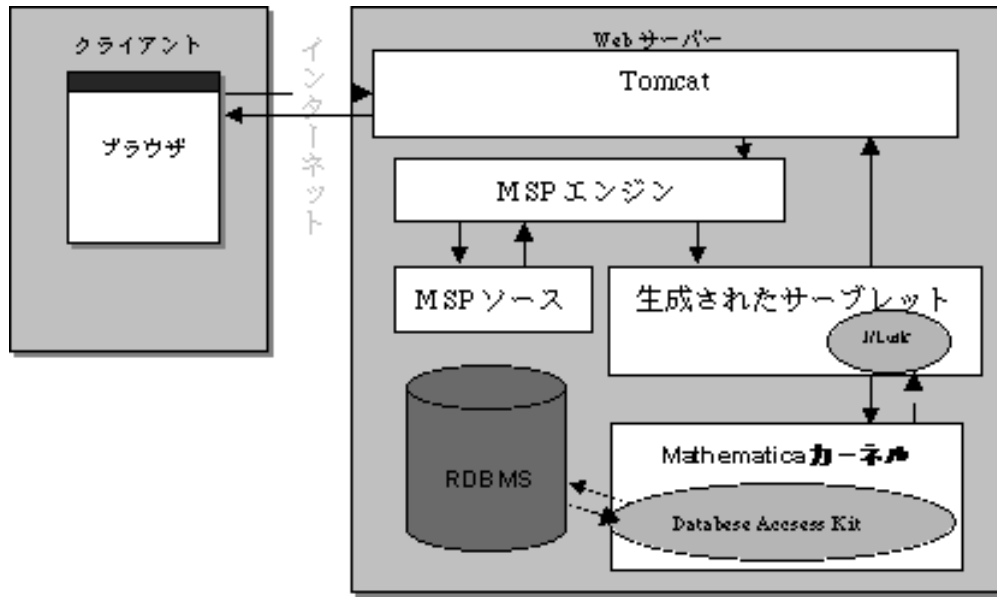 クライアント
ブラウザ
インターネット
Webサーバー
Tomcat
MSPエンジン
MSPソース
生成されたサーブレット
J/Link
Mathematicaカーネル
RDBMS
Databese Accsess Kit